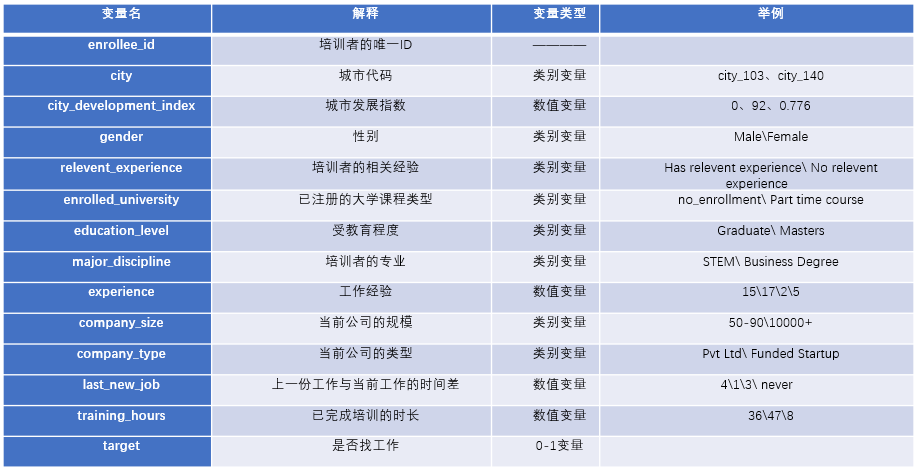 变量名 解释 变量类型 举例
enrollee_id 培训者的唯一ID ————
city 城市代码 类别变量 city_103、city_140
city_development_index 城市发展指数 数值变量 0、92、0.776
gender 性别 类别变量 Male\Female
relevent_experience 培训者的相关经验 类别变量 Has relevent experience\ No relevent
experience
enrolled_university 已注册的大学课程类型 类别变量 no_enrollment\ Part time course
education_level 受教育程度 类别变量 Graduate\ Masters
major_discipline 培训者的专业 类别变量 STEM\ Business Degree
experience 工作经验 数值变量 15\17\2\5
company_size 当前公司的规模 类别变量 50-90\10000+
company_type 当前公司的类型 类别变量 Pvt Ltd\ Funded Startup
last_new_job 上一份工作与当前工作的时间差 数值变量 4\1\3\ never
training_hours 已完成培训的时长 数值变量 36\47\8
target 是否找工作 0-1变量